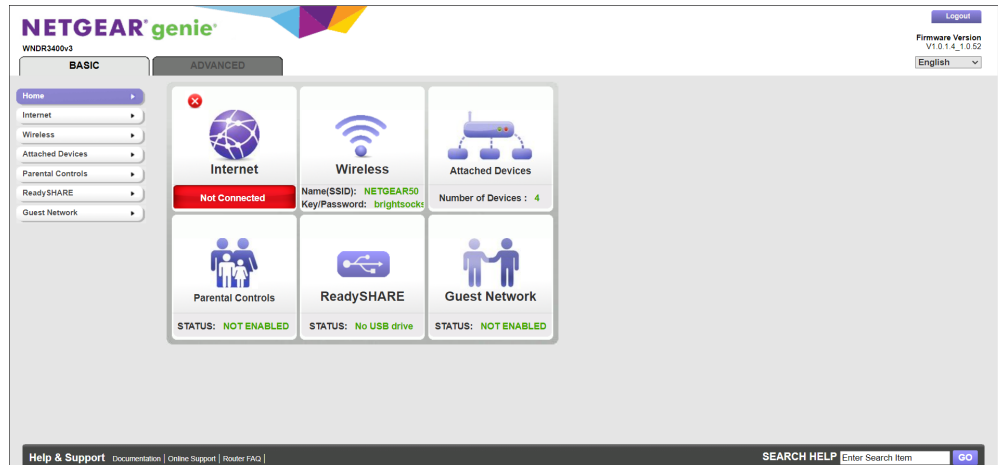 NETGEAR® genie®
Logout
WNDR3400v3
Firmware Version
V1.0.1.4_1.0.52
BASIC
ADVANCED
English
Home
Internet
Wireless
Attached Devices
Parental Controls
ReadySHARE
Guest Network
Internet
Not Connected
Wireless
Name(SSID): NETGEAR50
Key/Password: brightsocks
Attached Devices
Number of Devices : 4
Parental Controls
STATUS: NOT ENABLED
ReadySHARE
STATUS: No USB drive
Guest Network
STATUS: NOT ENABLED
Help & Support Documentation | Online Support | Router FAQ |
SEARCH HELP Enter Search Item GO